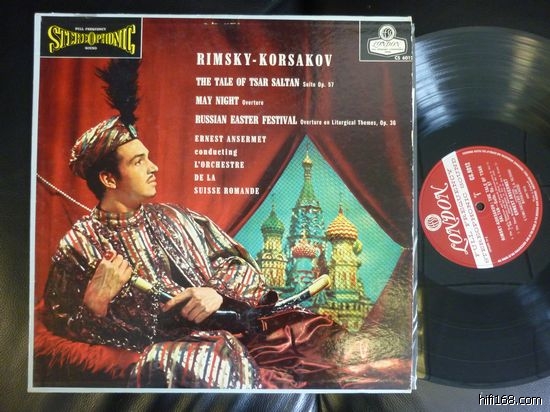 FULL FREQUENCY
STEREOPHONIC
SOUND
LONDON
CS 6012
RIMSKY-KORSAKOV
THE TALE OF TSAR SALTAN Suite Op. 57
MAY NIGHT Overture
RUSSIAN EASTER FESTIVAL Overture on Liturgical Themes, Op. 36
ERNEST ANSERMET
conducting
L'ORCHESTRE
DE LA
SUISSE ROMANDE
LONDON
hifi168.com